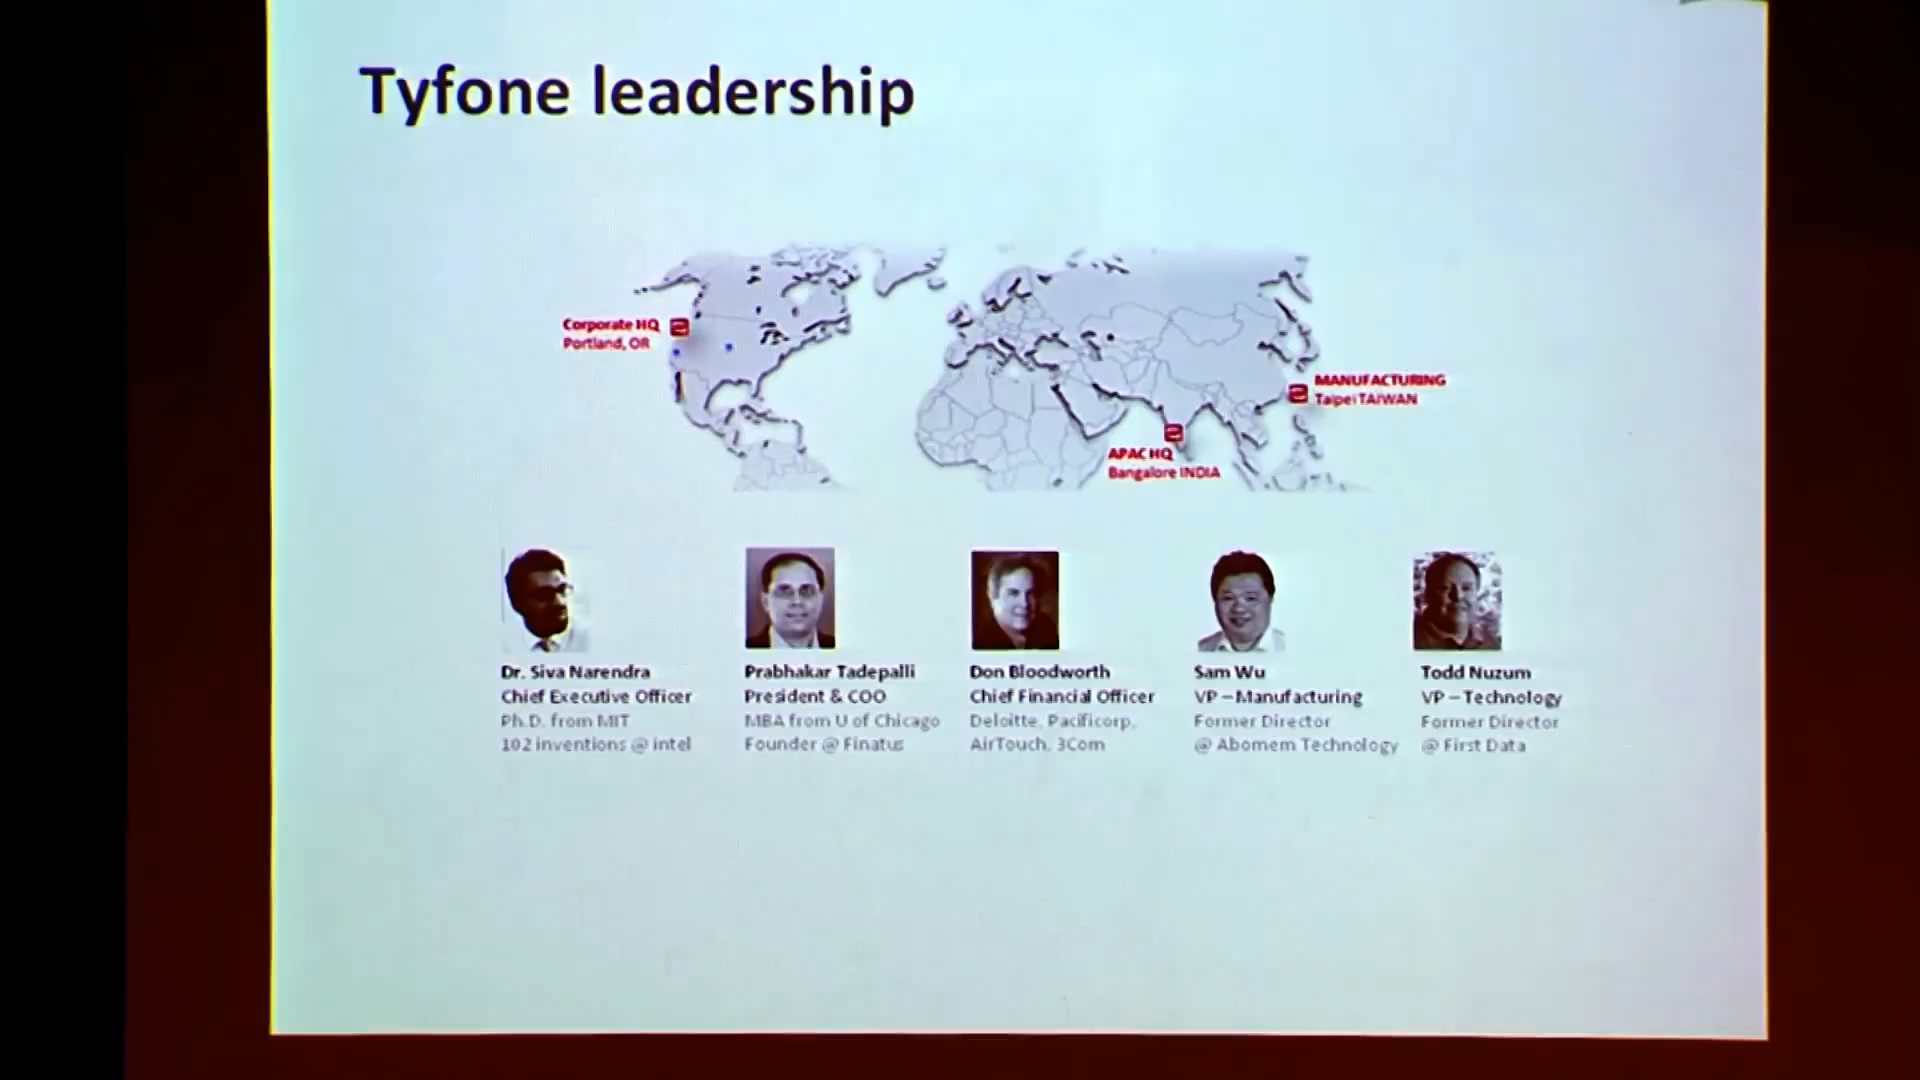 Tyfone leadership
Corporate HQ
Portland, OR
MANUFACTURING
Taipei TAIWAN
APAC HQ
Bangalore INDIA
Dr. Siva Narendra
Chief Executive Officer
Ph.D. from MIT
102 inventions @ intel
Prabhakar Tadepalli
President & COO
MBA from U of Chicago
Founder @ Finatus
Don Bloodworth
Chief Financial Officer
Deloitte, Pacificorp,
AirTouch, 3Com
Sam Wu
VP – Manufacturing
Former Director
@ Abomem Technology
Todd Nuzum
VP – Technology
Former Director
@ First Data